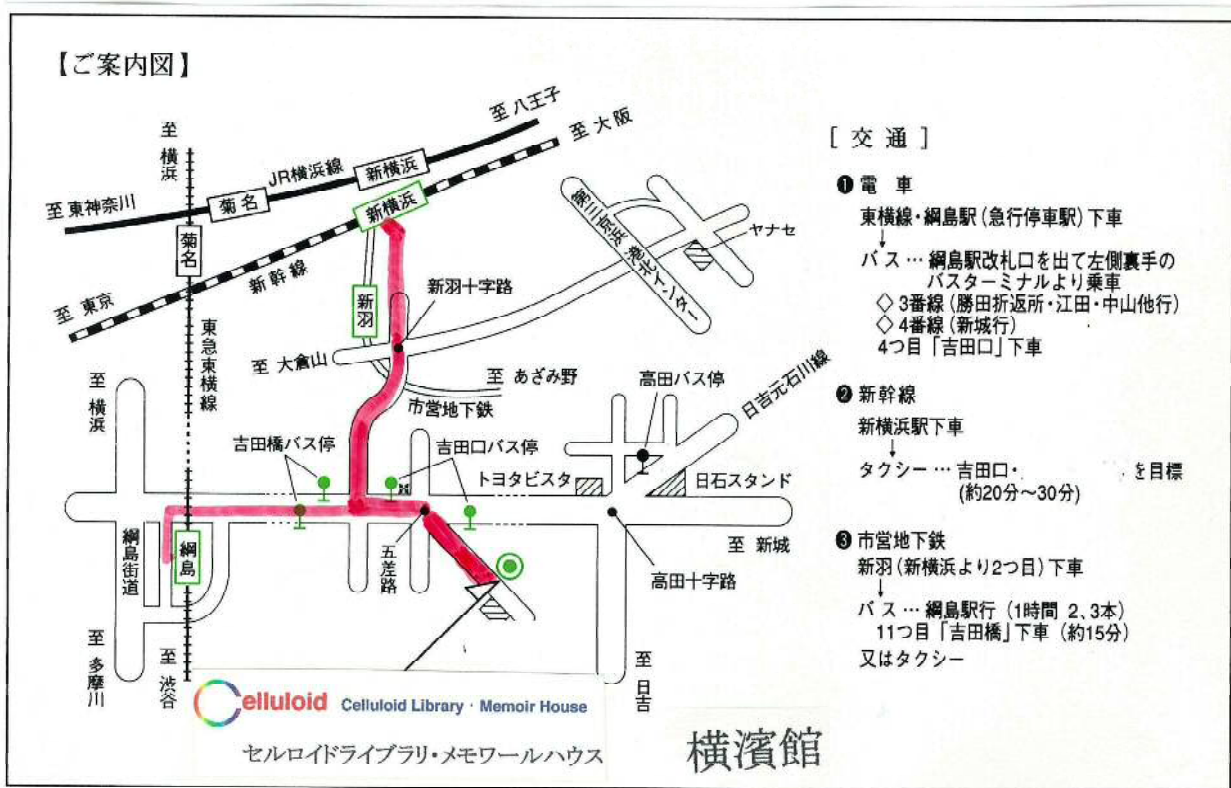 【ご案内図】
至 八王子
至 大阪
至 横浜
JR横浜線
新横浜
至 東神奈川
菊名
新横浜
菊名
新幹線
至 東京
新羽
新羽十字路
第三京浜 港北インター
ヤナセ
東急東横線
至 大倉山
至 横浜
至 あざみ野
市営地下鉄
高田バス停
日吉元石川線
吉田橋バス停
吉田口バス停
トヨタビスタ
日石スタンド
綱島街道
綱島
五差路
高田十字路
至 新城
至 多摩川
至 渋谷
至 日吉
Celluloid Celluloid Library・Memoir House
セルロイドライブラリ・メモワールハウス
横濱館
[ 交 通 ]
❶ 電 車
東横線・綱島駅(急行停車駅)下車
↓
バス … 綱島駅改札口を出て左側裏手の
バスターミナルより乗車
◇ 3番線(勝田折返所・江田・中山他行)
◇ 4番線(新城行)
4つ目「吉田口」下車
❷ 新幹線
新横浜駅下車
↓
タクシー … 吉田口・ を目標
(約20分〜30分)
❸ 市営地下鉄
新羽(新横浜より2つ目)下車
↓
バス … 綱島駅行(1時間 2、3本)
11つ目「吉田橋」下車(約15分)
又はタクシー